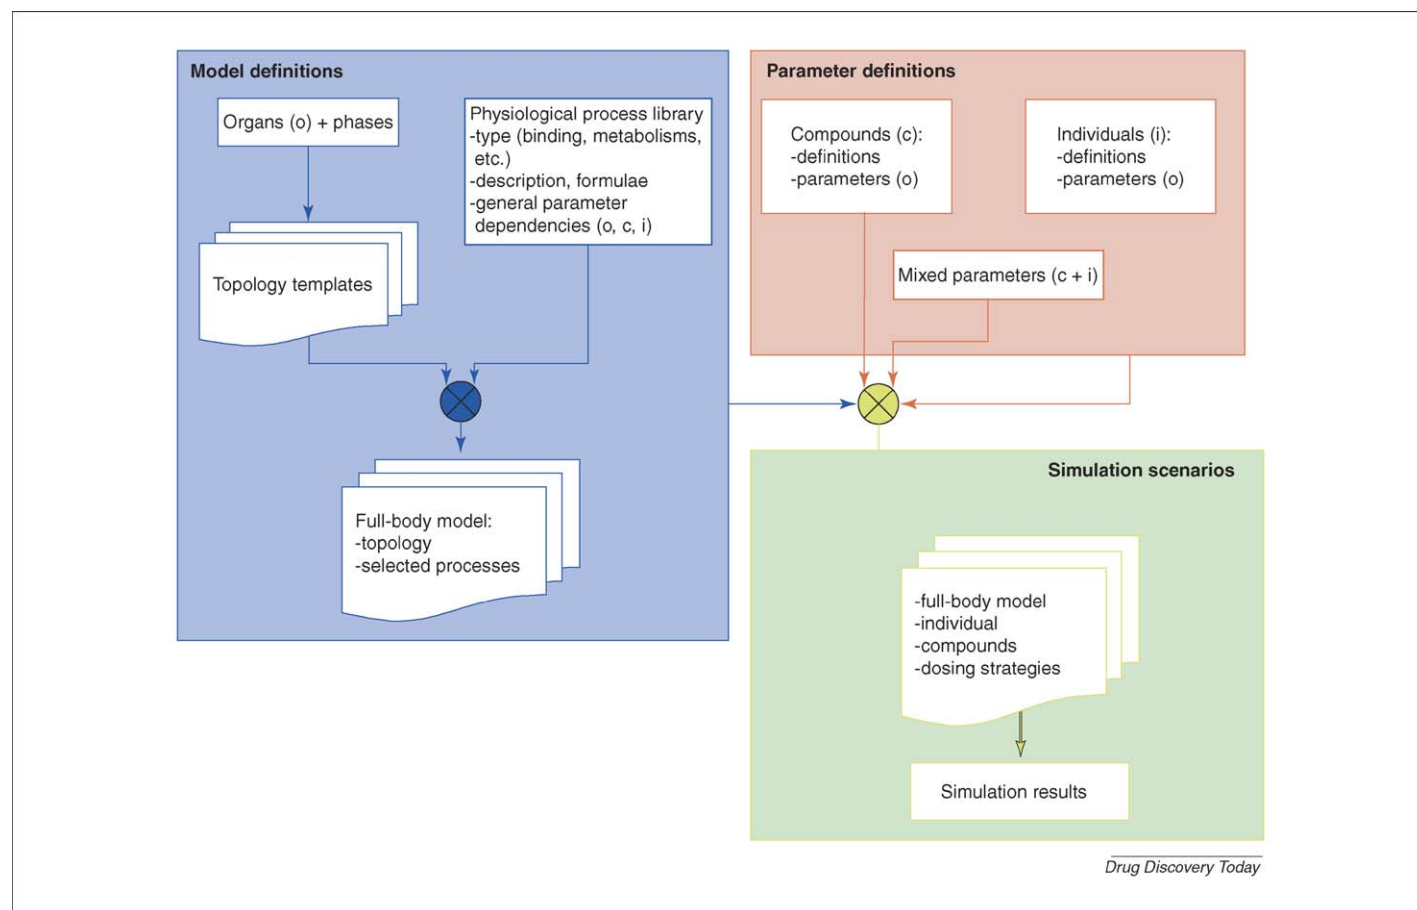 Model definitions
Organs (o) + phases
Physiological process library
-type (binding, metabolisms,
etc.)
-description, formulae
-general parameter
dependencies (o, c, i)
Topology templates
Full-body model:
-topology
-selected processes
Parameter definitions
Compounds (c):
-definitions
-parameters (o)
Individuals (i):
-definitions
-parameters (o)
Mixed parameters (c + i)
Simulation scenarios
-full-body model
-individual
-compounds
-dosing strategies
Simulation results
Drug Discovery Today